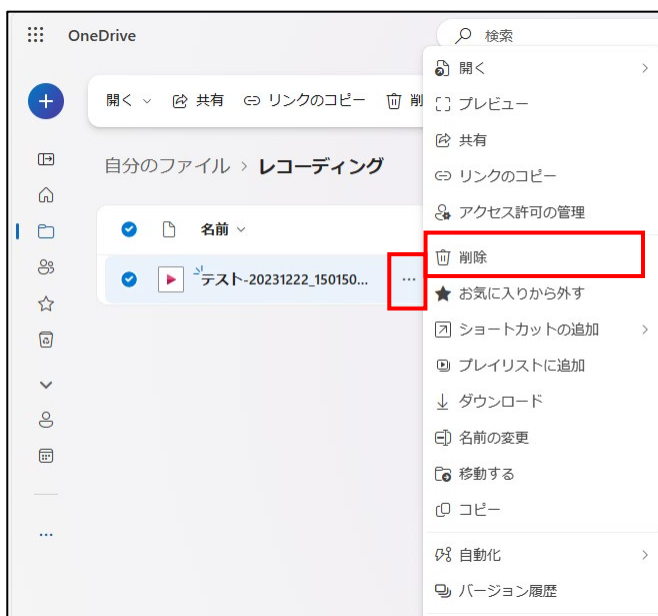 OneDrive
検索
開く 共有 リンクのコピー 削
自分のファイル > レコーディング
名前
テスト-20231222_150150...
開く
プレビュー
共有
リンクのコピー
アクセス許可の管理
削除
お気に入りから外す
ショートカットの追加
プレイリストに追加
ダウンロード
名前の変更
移動する
コピー
自動化
バージョン履歴